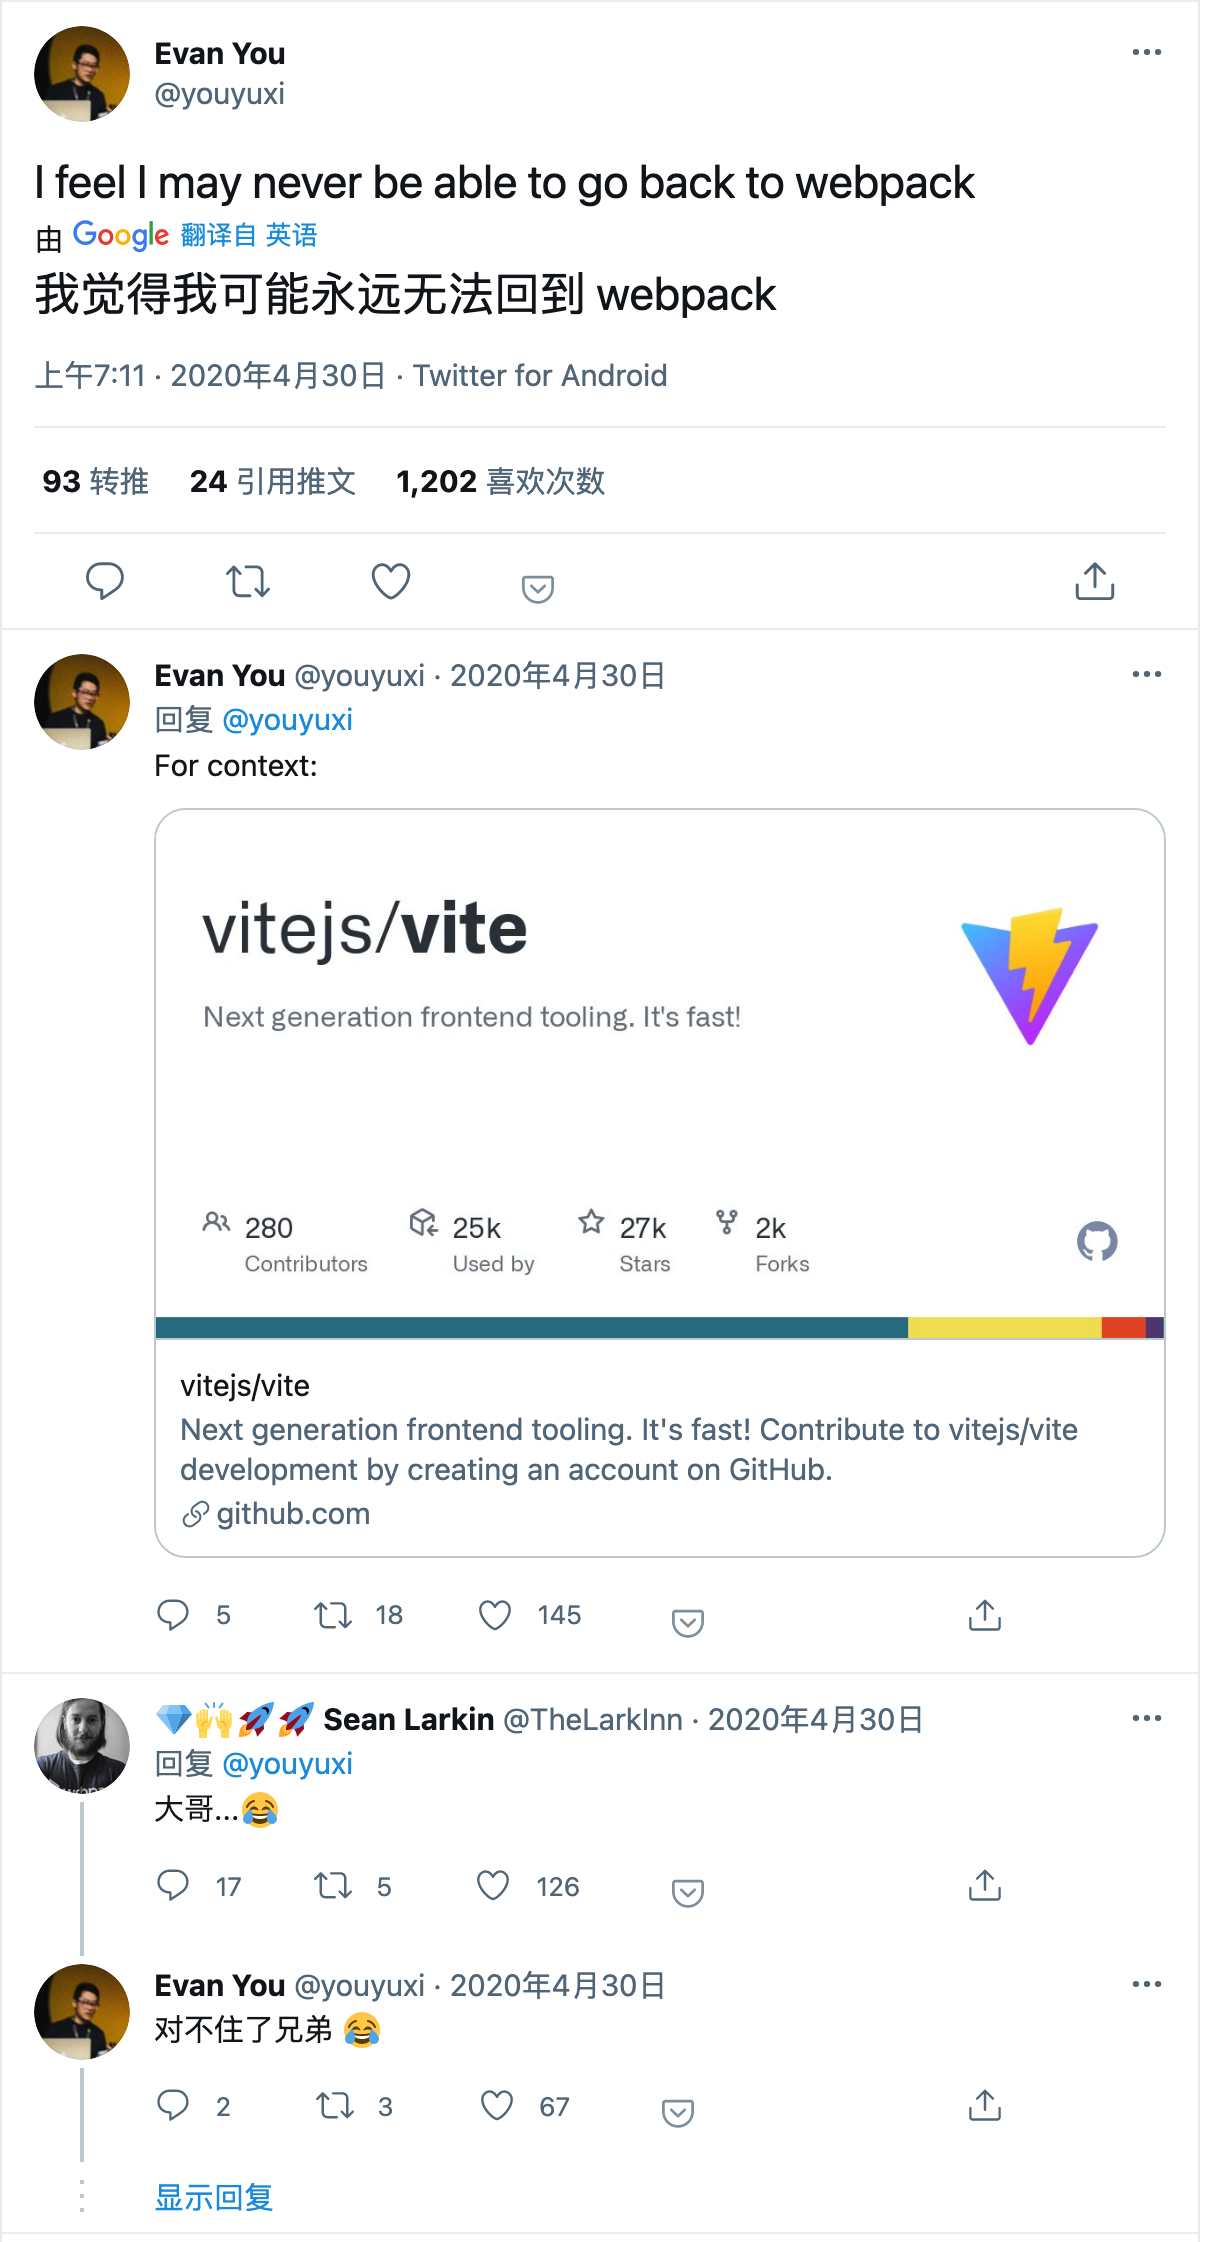 Evan You
@youyuxi
I feel I may never be able to go back to webpack
由 Google 翻译自 英语
我觉得我可能永远无法回到 webpack
上午7:11 · 2020年4月30日 · Twitter for Android
93 转推 24 引用推文 1,202 喜欢次数
Evan You @youyuxi · 2020年4月30日
回复 @youyuxi
For context:
vitejs/vite
Next generation frontend tooling. It's fast!
280 25k 27k 2k
Contributors Used by Stars Forks
vitejs/vite
Next generation frontend tooling. It's fast! Contribute to vitejs/vite
development by creating an account on GitHub.
github.com
5 18 145
💎🙌🚀🚀 Sean Larkin @TheLarkInn · 2020年4月30日
回复 @youyuxi
大哥...😂
17 5 126
Evan You @youyuxi · 2020年4月30日
对不住了兄弟 😂
2 3 67
显示回复